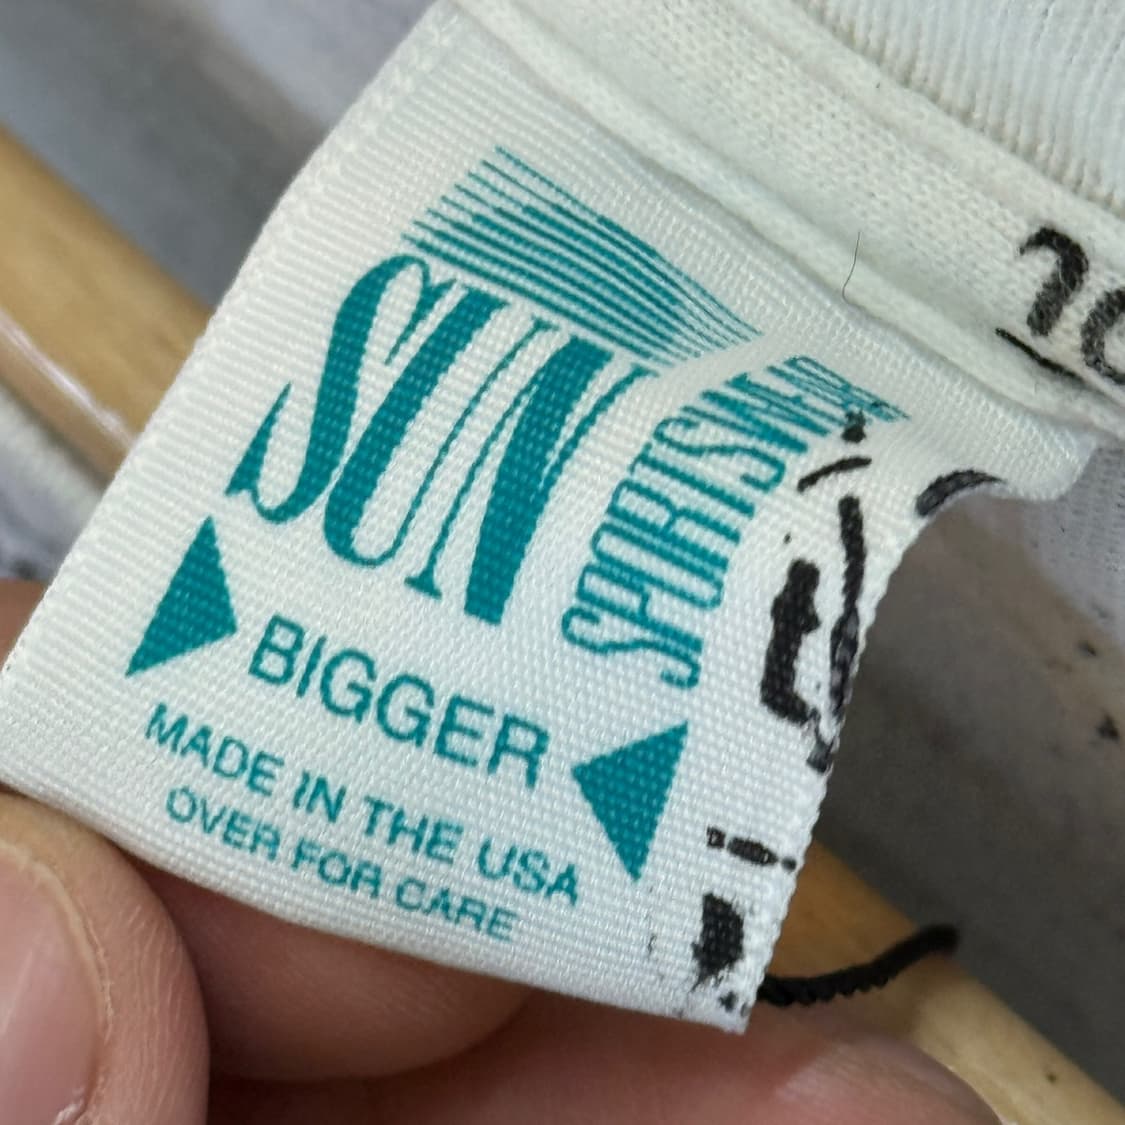 SUN
SPORTSWEAR
BIGGER
MADE IN THE USA
OVER FOR CARE